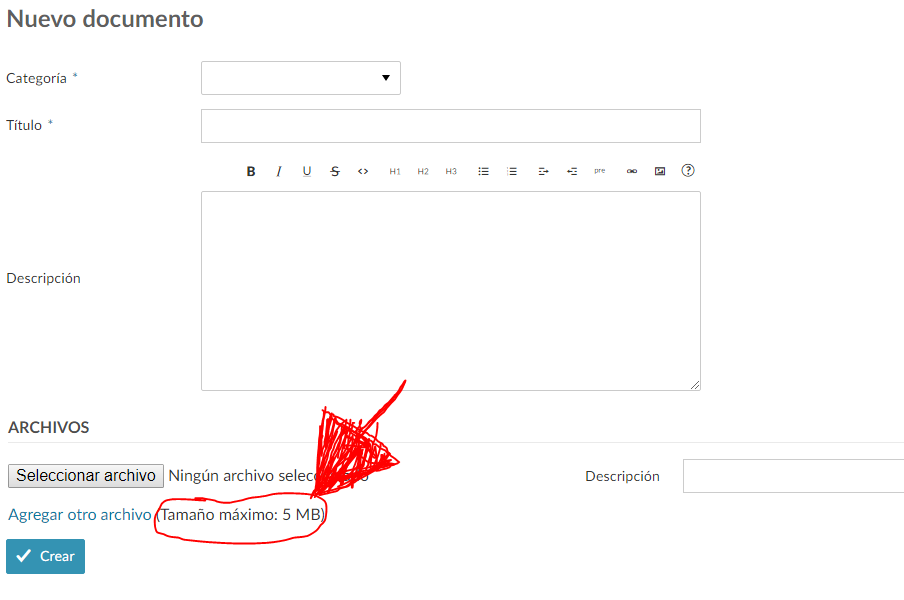 Nuevo documento
Categoría *
Título *
B I U S <> H1 H2 H3 pre ?
Descripción
ARCHIVOS
Seleccionar archivo Ningún archivo selec Descripción
Agregar otro archivo (Tamaño máximo: 5 MB)
Crear